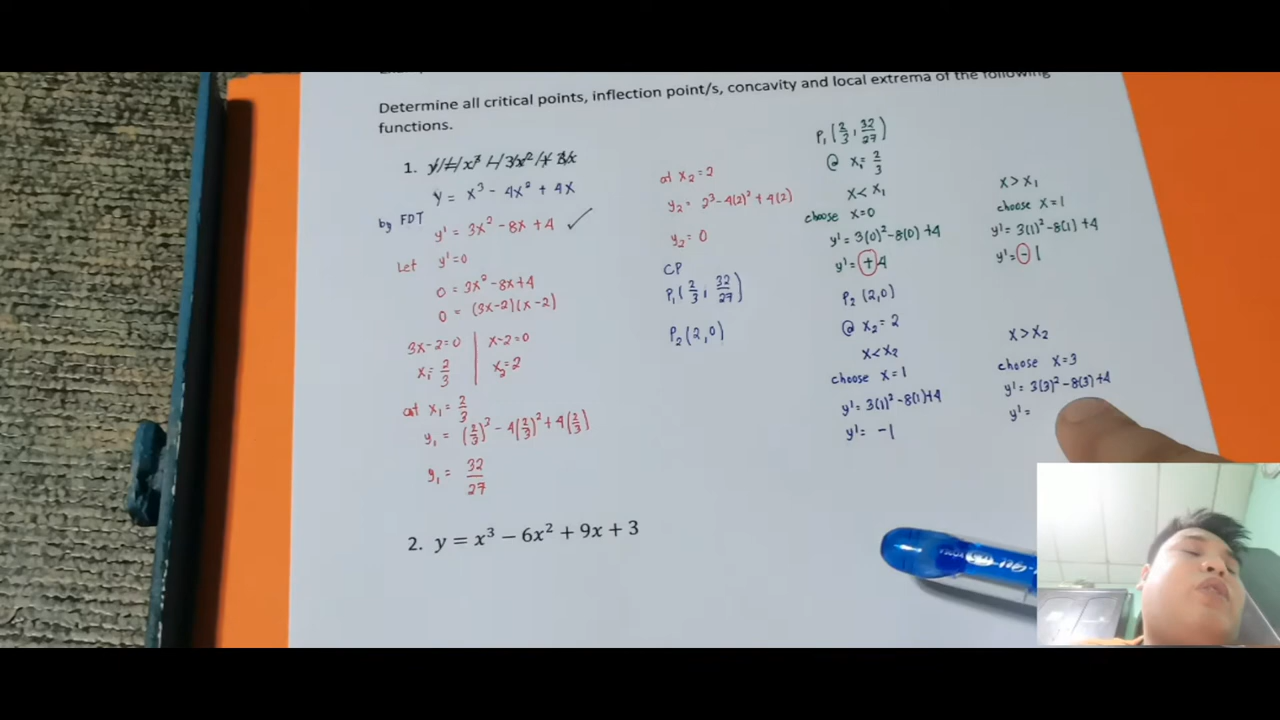 Determine all critical points, inflection point/s, concavity and local extrema of the following
functions.
1. y = x³ − 3x² + 8x
y = x³ - 4x² + 4x
by FDT
y' = 3x² - 8x + 4 ✓
Let y' = 0
0 = 3x² - 8x + 4
0 = (3x-2)(x-2)
3x-2=0 | x-2=0
x₁ = 2/3 | x₂ = 2
at x₁ = 2/3
y₁ = (2/3)³ - 4(2/3)² + 4(2/3)
y₁ = 32/27
at x₂ = 2
y₂ = 2³ - 4(2)² + 4(2)
y₂ = 0
CP
P₁(2/3, 32/27)
P₂(2,0)
P₁(2/3, 32/27)
@ x₁ = 2/3
x < x₁
choose x=0
y' = 3(0)² - 8(0) + 4
y' = +4
x > x₁
choose x=1
y' = 3(1)² - 8(1) + 4
y' = -1
P₂(2,0)
@ x₂ = 2
x < x₂
choose x=1
y' = 3(1)² - 8(1) + 4
y' = -1
x > x₂
choose x=3
y' = 3(3)² - 8(3) + 4
y' =
2. y = x³ − 6x² + 9x + 3